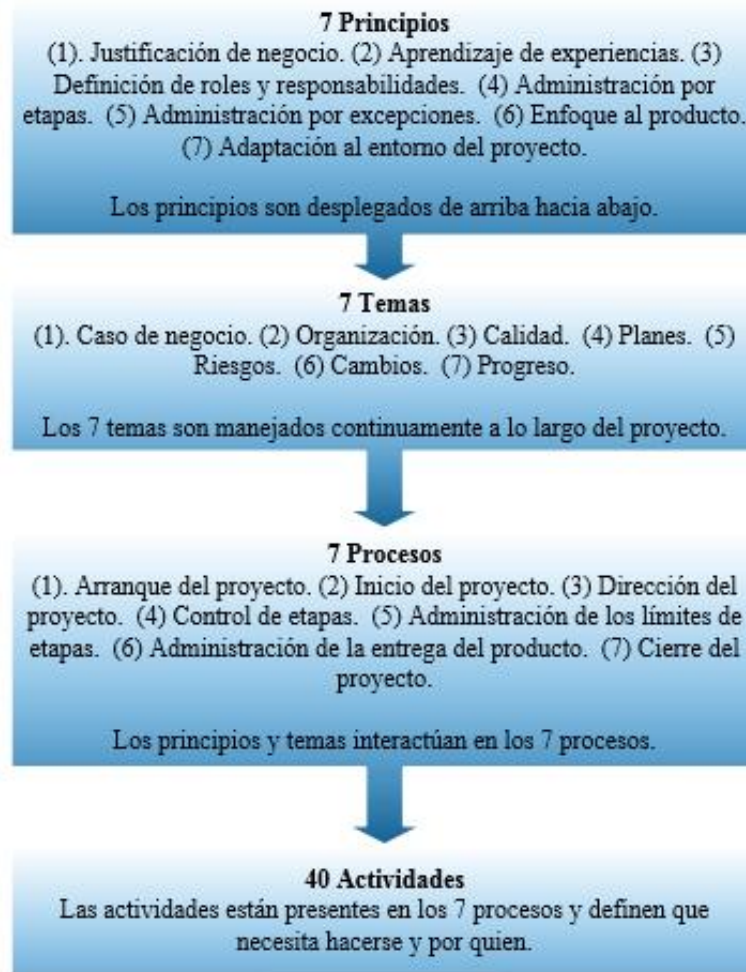 7 Principios
(1). Justificación de negocio. (2) Aprendizaje de experiencias. (3)
Definición de roles y responsabilidades. (4) Administración por
etapas. (5) Administración por excepciones. (6) Enfoque al producto.
(7) Adaptación al entorno del proyecto.
Los principios son desplegados de arriba hacia abajo.
7 Temas
(1). Caso de negocio. (2) Organización. (3) Calidad. (4) Planes. (5)
Riesgos. (6) Cambios. (7) Progreso.
Los 7 temas son manejados continuamente a lo largo del proyecto.
7 Procesos
(1). Arranque del proyecto. (2) Inicio del proyecto. (3) Dirección del
proyecto. (4) Control de etapas. (5) Administración de los límites de
etapas. (6) Administración de la entrega del producto. (7) Cierre del
proyecto.
Los principios y temas interactúan en los 7 procesos.
40 Actividades
Las actividades están presentes en los 7 procesos y definen que
necesita hacerse y por quien.